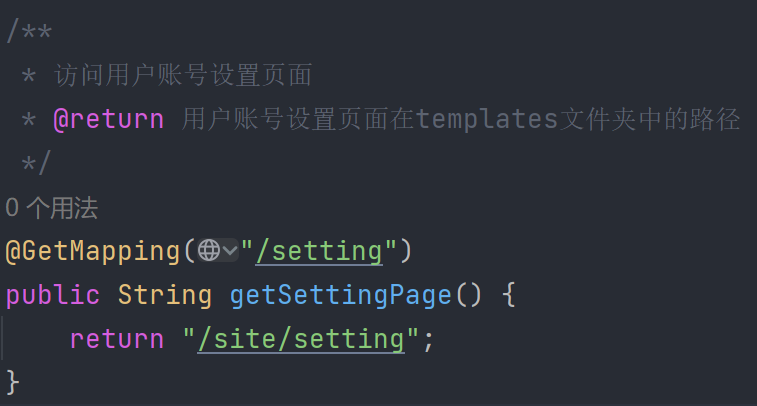 /**
 * 访问用户账号设置页面
 * @return 用户账号设置页面在templates文件夹中的路径
 */
0 个用法
@GetMapping("/setting")
public String getSettingPage() {
    return "/site/setting";
}